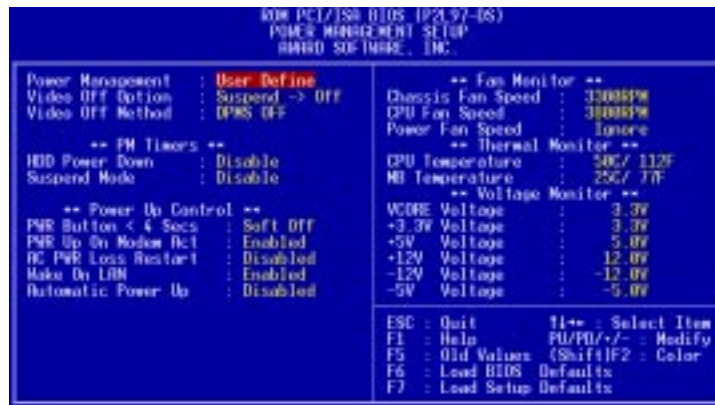 ROM PCI/ISA BIOS (P2L97-DS)
POWER MANAGEMENT SETUP
AWARD SOFTWARE, INC.
Power Management : User Define
Video Off Option : Suspend -> Off
Video Off Method : DPMS OFF
** PM Timers **
HDD Power Down : Disable
Suspend Mode : Disable
** Power Up Control **
PWR Button < 4 Secs : Soft Off
PWR Up On Modem Act : Enabled
AC PWR Loss Restart : Disabled
Wake On LAN : Enabled
Automatic Power Up : Disabled
** Fan Monitor **
Chassis Fan Speed : 3300RPM
CPU Fan Speed : 3800RPM
Power Fan Speed : Ignore
** Thermal Monitor **
CPU Temperature : 50C/ 112F
MB Temperature : 25C/ 77F
** Voltage Monitor **
VCORE Voltage : 3.3V
+3.3V Voltage : 3.3V
+5V Voltage : 5.0V
+12V Voltage : 12.0V
-12V Voltage : -12.0V
-5V Voltage : -5.0V
ESC : Quit ↑↓→← : Select Item
F1 : Help PU/PD/+/- : Modify
F5 : Old Values (Shift)F2 : Color
F6 : Load BIOS Defaults
F7 : Load Setup Defaults